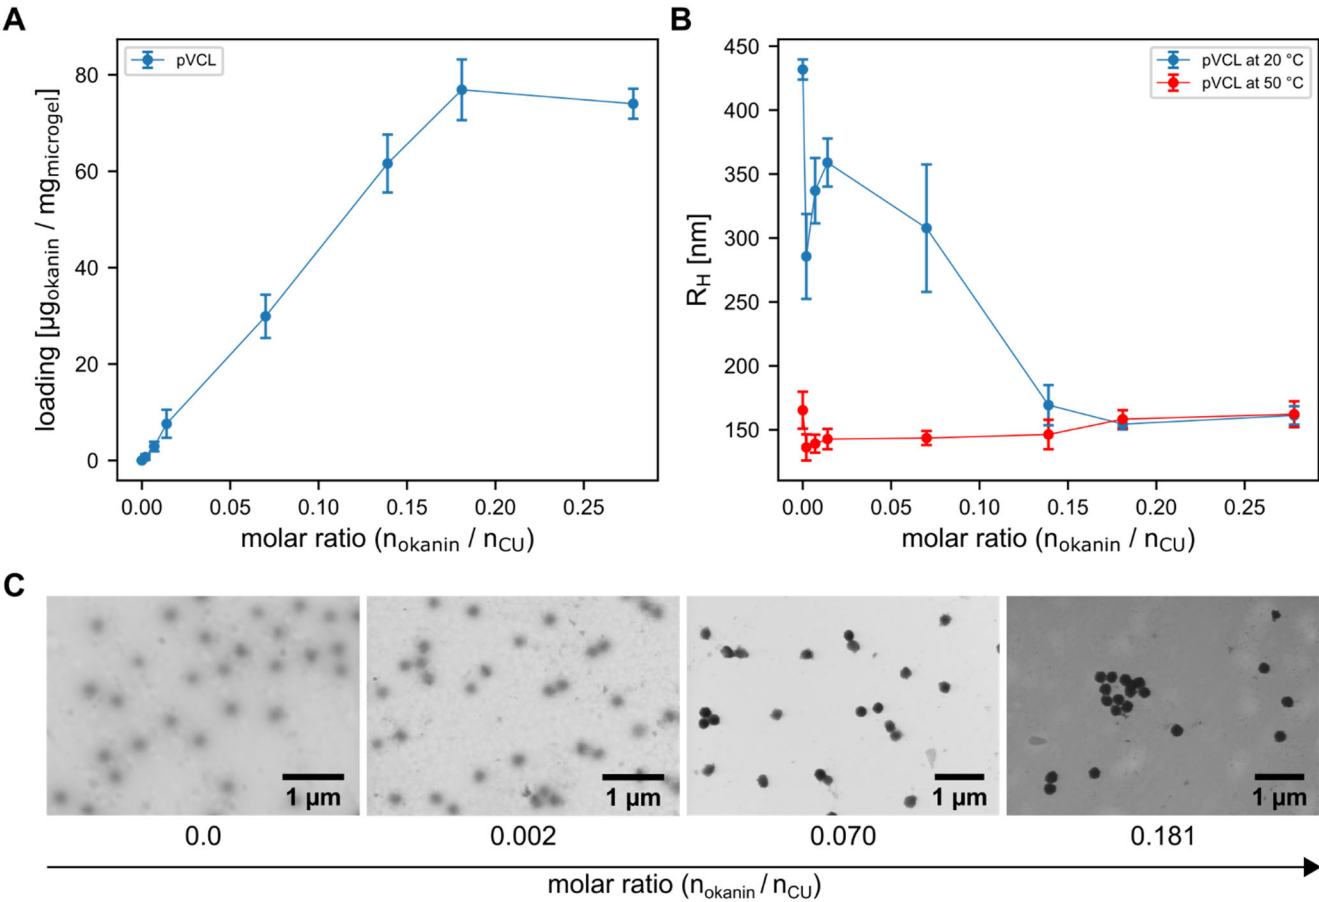 A
pVCL
80
60
40
20
0
loading [µgokanin / mgmicrogel]
0.00 0.05 0.10 0.15 0.20 0.25
molar ratio (nokanin / nCU)
B
pVCL at 20 °C
pVCL at 50 °C
450
400
350
300
250
200
150
RH [nm]
0.00 0.05 0.10 0.15 0.20 0.25
molar ratio (nokanin / nCU)
C
1 µm
1 µm
1 µm
1 µm
0.0 0.002 0.070 0.181
molar ratio (nokanin / nCU)